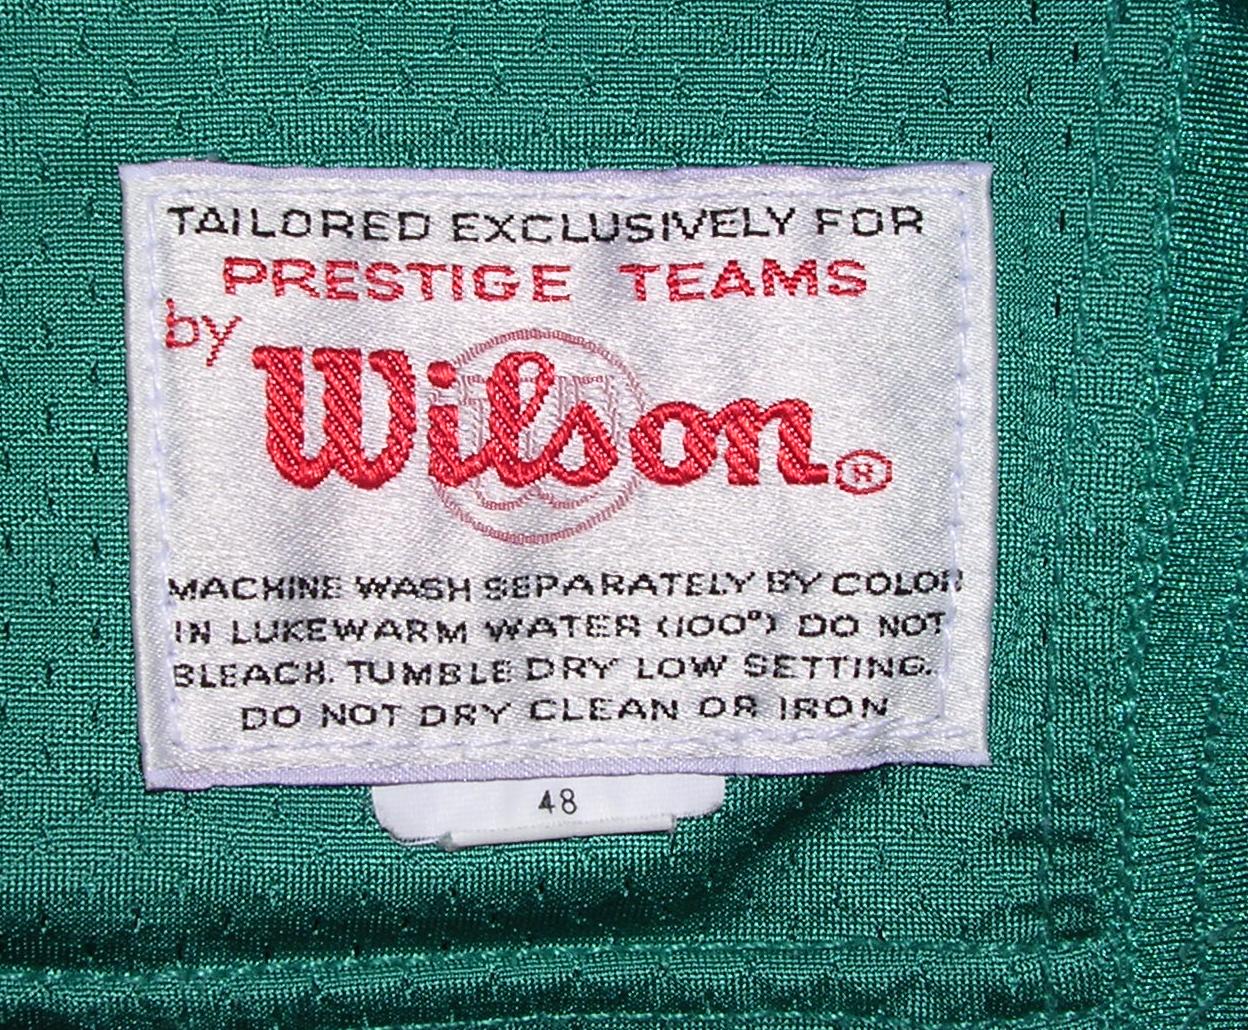 TAILORED EXCLUSIVELY FOR
PRESTIGE TEAMS
by
Wilson®
MACHINE WASH SEPARATELY BY COLOR
IN LUKEWARM WATER (100°) DO NOT
BLEACH. TUMBLE DRY LOW SETTING.
DO NOT DRY CLEAN OR IRON
48